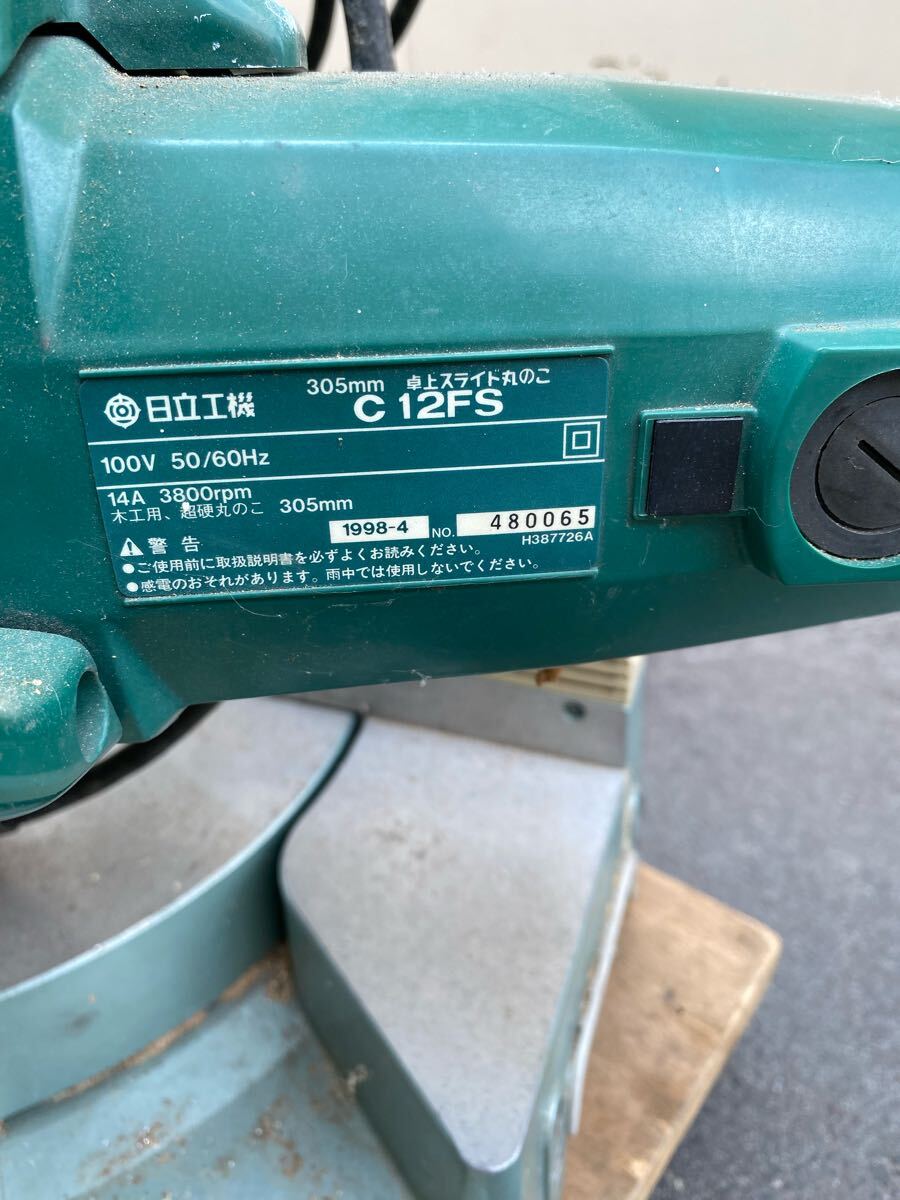 日立工機 305mm 卓上スライド丸のこ
C 12FS
100V 50/60Hz
14A 3800rpm
木工用、超硬丸のこ 305mm
1998-4 NO. 480065
警告 H387726A
●ご使用前に取扱説明書を必ずよくお読みください。
●感電のおそれがあります。雨中では使用しないでください。